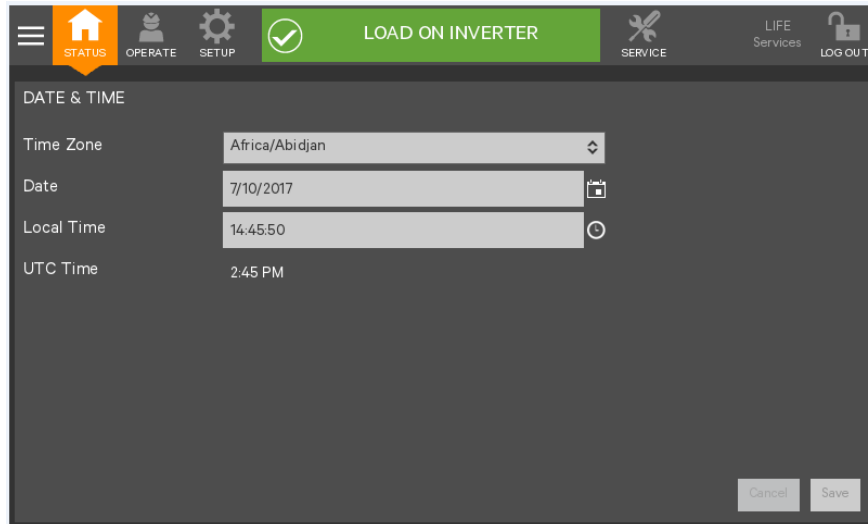 STATUS
OPERATE
SETUP
LOAD ON INVERTER
SERVICE
LIFE
Services
LOG OUT
DATE & TIME
Time Zone Africa/Abidjan
Date 7/10/2017
Local Time 14:45:50
UTC Time 2:45 PM
Cancel Save